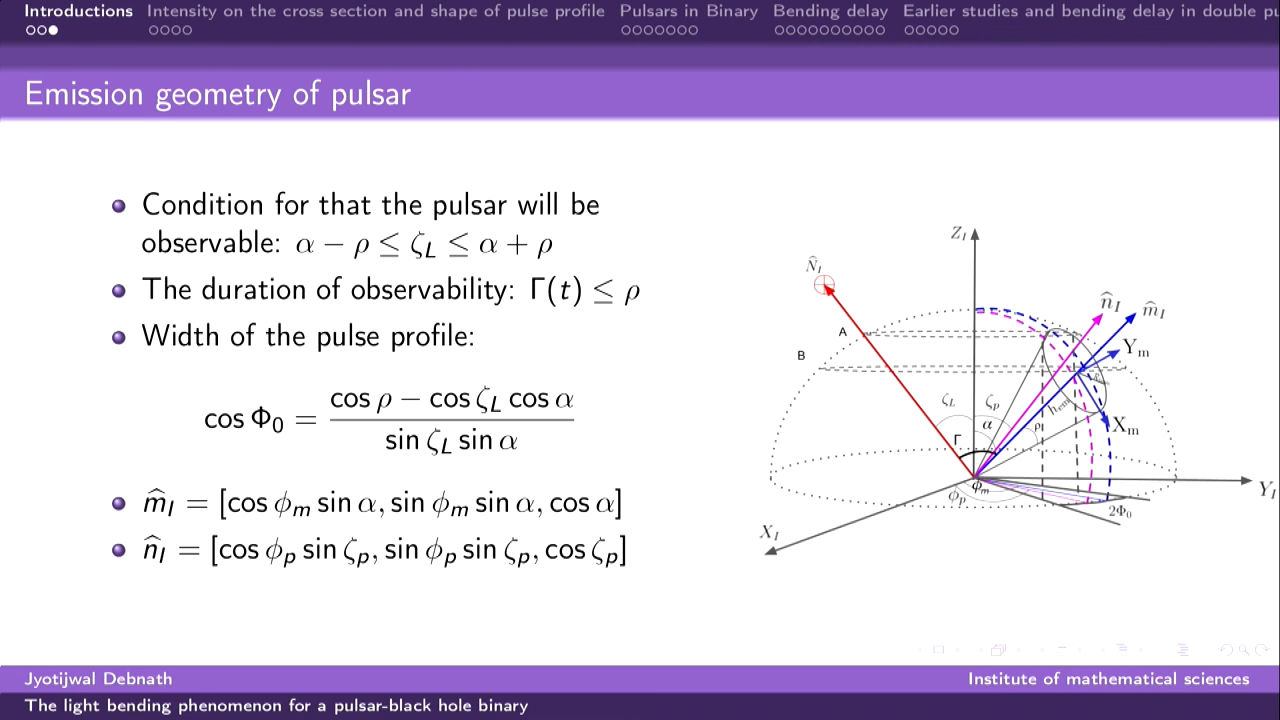 Introductions Intensity on the cross section and shape of pulse profile Pulsars in Binary Bending delay Earlier studies and bending delay in double pu
Emission geometry of pulsar
Condition for that the pulsar will be
observable: α − ρ ≤ ζ_L ≤ α + ρ
The duration of observability: Γ(t) ≤ ρ
Width of the pulse profile:
cos Φ_0 = (cos ρ − cos ζ_L cos α) / (sin ζ_L sin α)
m̂_I = [cos ϕ_m sin α, sin ϕ_m sin α, cos α]
n̂_I = [cos ϕ_p sin ζ_p, sin ϕ_p sin ζ_p, cos ζ_p]
Z_I
N̂_I
n̂_I
m̂_I
A
Y_m
B
ζ_L
ζ_p
h_em
α
ρ
X_m
Γ
ϕ_m
ϕ_p
Y_I
2Φ_0
X_I
Jyotijwal Debnath Institute of mathematical sciences
The light bending phenomenon for a pulsar-black hole binary